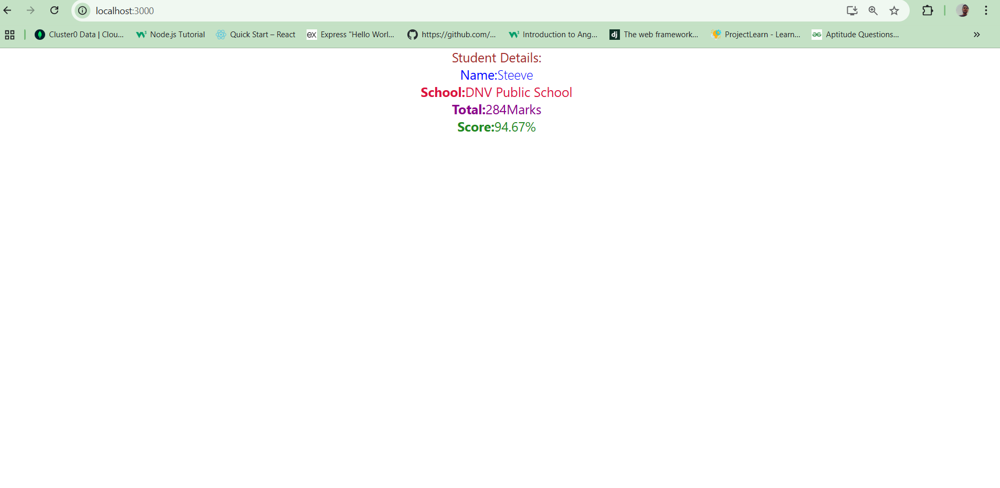 localhost:3000
Cluster0 Data | Clou... Node.js Tutorial Quick Start – React ex Express "Hello Worl... https://github.com/... Introduction to Ang... dj The web framework... ProjectLearn - Learn... Aptitude Questions...
Student Details:
Name:Steeve
School:DNV Public School
Total:284Marks
Score:94.67%